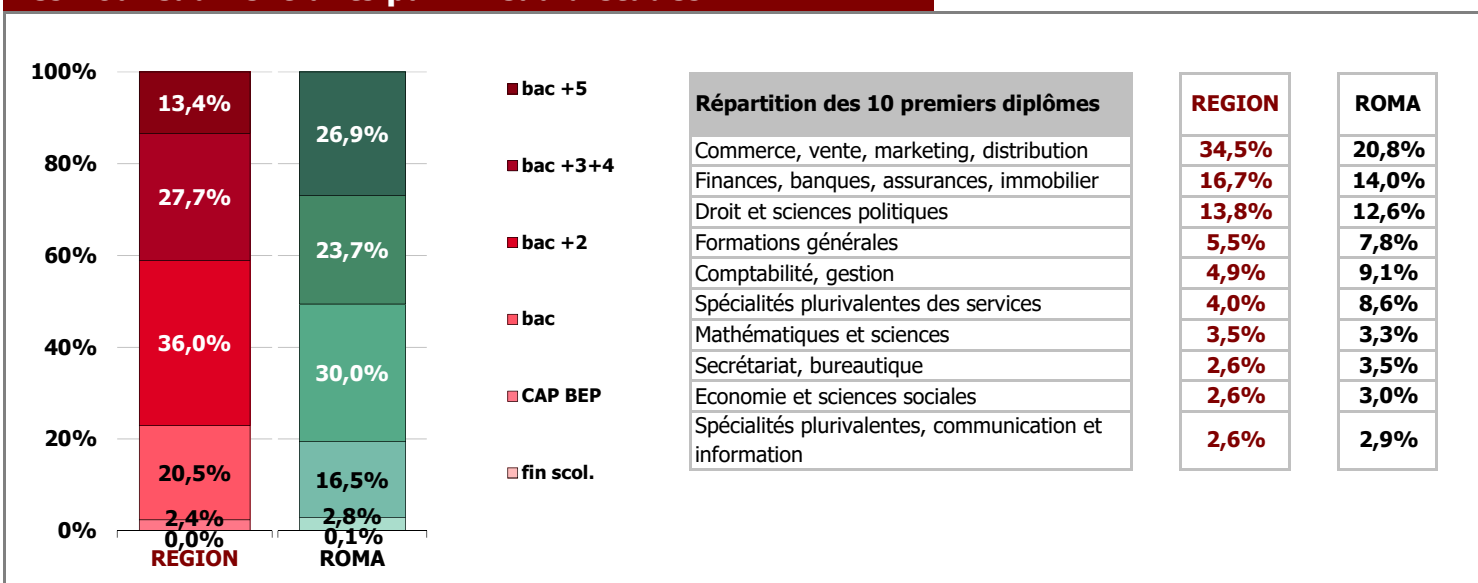 100%
80%
60%
40%
20%
0%
13,4%
27,7%
36,0%
20,5%
2,4%
0,0%
REGION
26,9%
23,7%
30,0%
16,5%
2,8%
0,1%
ROMA
bac +5
bac +3+4
bac +2
bac
CAP BEP
fin scol.
Répartition des 10 premiers diplômes REGION ROMA
Commerce, vente, marketing, distribution 34,5% 20,8%
Finances, banques, assurances, immobilier 16,7% 14,0%
Droit et sciences politiques 13,8% 12,6%
Formations générales 5,5% 7,8%
Comptabilité, gestion 4,9% 9,1%
Spécialités plurivalentes des services 4,0% 8,6%
Mathématiques et sciences 3,5% 3,3%
Secrétariat, bureautique 2,6% 3,5%
Economie et sciences sociales 2,6% 3,0%
Spécialités plurivalentes, communication et
information 2,6% 2,9%